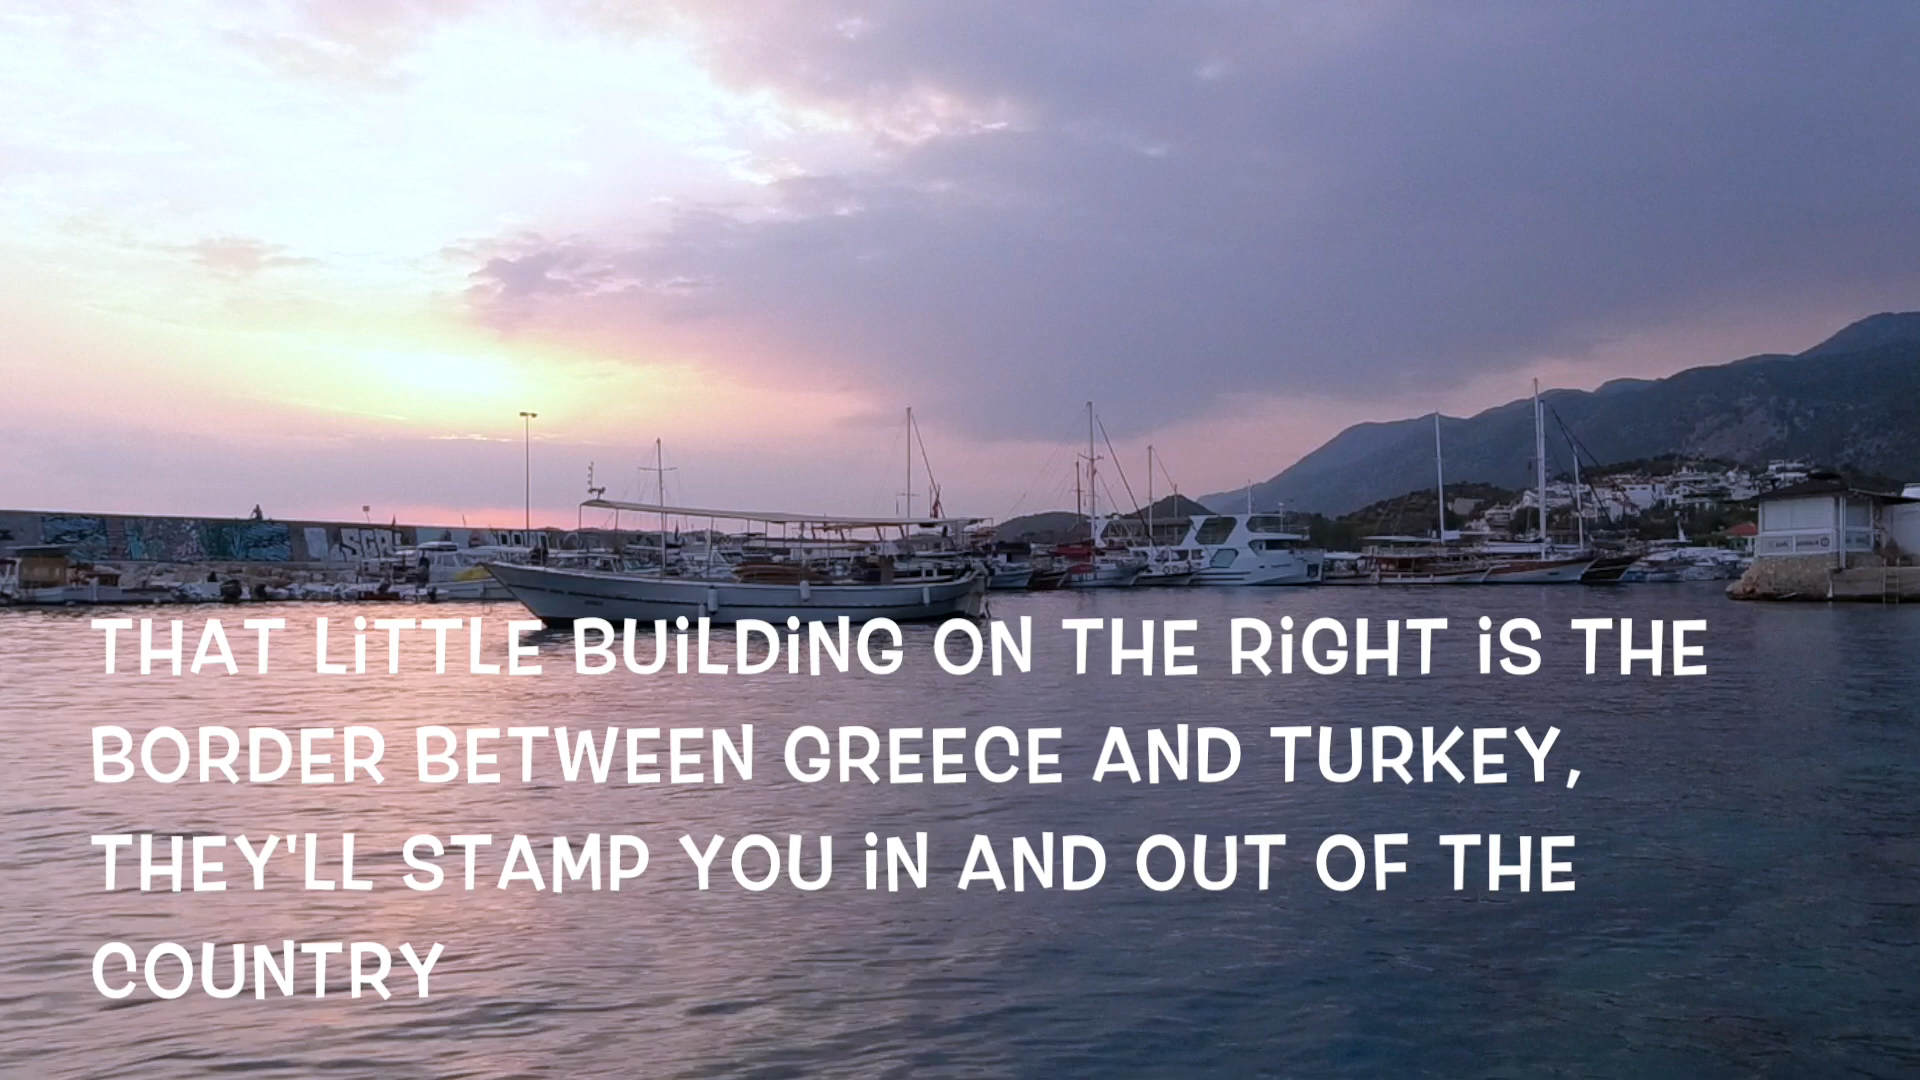 THAT LiTTLE BUiLDiNG ON THE RiGHT iS THE
BORDER BETWEEN GREECE AND TURKEY,
THEY'LL STAMP YOU iN AND OUT OF THE
COUNTRY